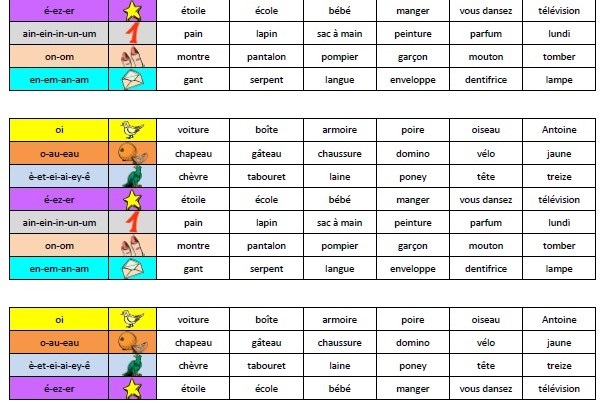 é-ez-er étoile école bébé manger vous dansez télévision
ain-ein-in-un-um 1 pain lapin sac à main peinture parfum lundi
on-om montre pantalon pompier garçon mouton tomber
en-em-an-am gant serpent langue enveloppe dentifrice lampe
oi voiture boîte armoire poire oiseau Antoine
o-au-eau chapeau gâteau chaussure domino vélo jaune
è-et-ei-ai-ey-ê chèvre tabouret laine poney tête treize
é-ez-er étoile école bébé manger vous dansez télévision
ain-ein-in-un-um 1 pain lapin sac à main peinture parfum lundi
on-om montre pantalon pompier garçon mouton tomber
en-em-an-am gant serpent langue enveloppe dentifrice lampe
oi voiture boîte armoire poire oiseau Antoine
o-au-eau chapeau gâteau chaussure domino vélo jaune
è-et-ei-ai-ey-ê chèvre tabouret laine poney tête treize
é-ez-er étoile école bébé manger vous dansez télévision